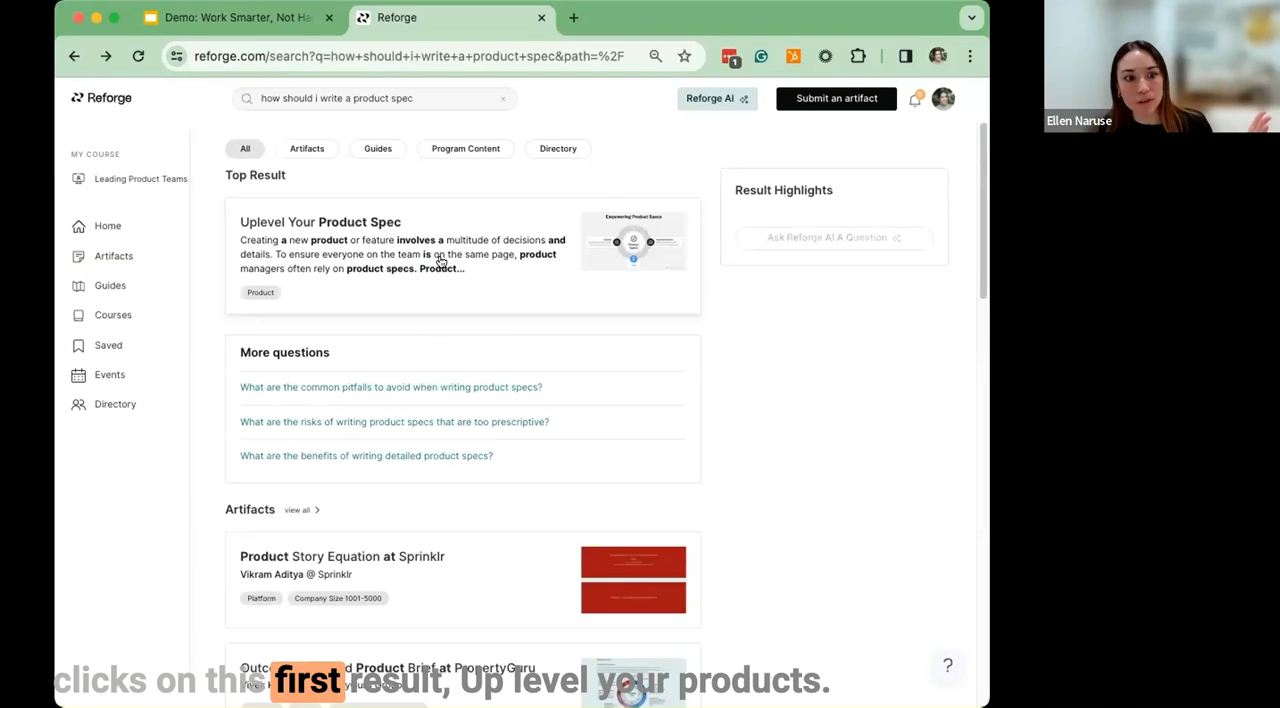 Demo: Work Smarter, Not Ha
Reforge
reforge.com/search?q=how+should+i+write+a+product+spec&path=%2F
1
Reforge
how should i write a product spec
Reforge AI
Submit an artifact
Ellen Naruse
MY COURSE
Leading Product Teams
Home
Artifacts
Guides
Courses
Saved
Events
Directory
All
Artifacts
Guides
Program Content
Directory
Top Result
Uplevel Your Product Spec
Creating a new product or feature involves a multitude of decisions and
details. To ensure everyone on the team is on the same page, product
managers often rely on product specs. Product...
Product
Empowering Product Specs
Result Highlights
Ask Reforge AI A Question
More questions
What are the common pitfalls to avoid when writing product specs?
What are the risks of writing product specs that are too prescriptive?
What are the benefits of writing detailed product specs?
Artifacts
view all
Product Story Equation at Sprinklr
Vikram Aditya @ Sprinklr
Platform
Company Size 1001-5000
Product Brief at PropertyGuru
clicks on this first result, Up level your products.
?